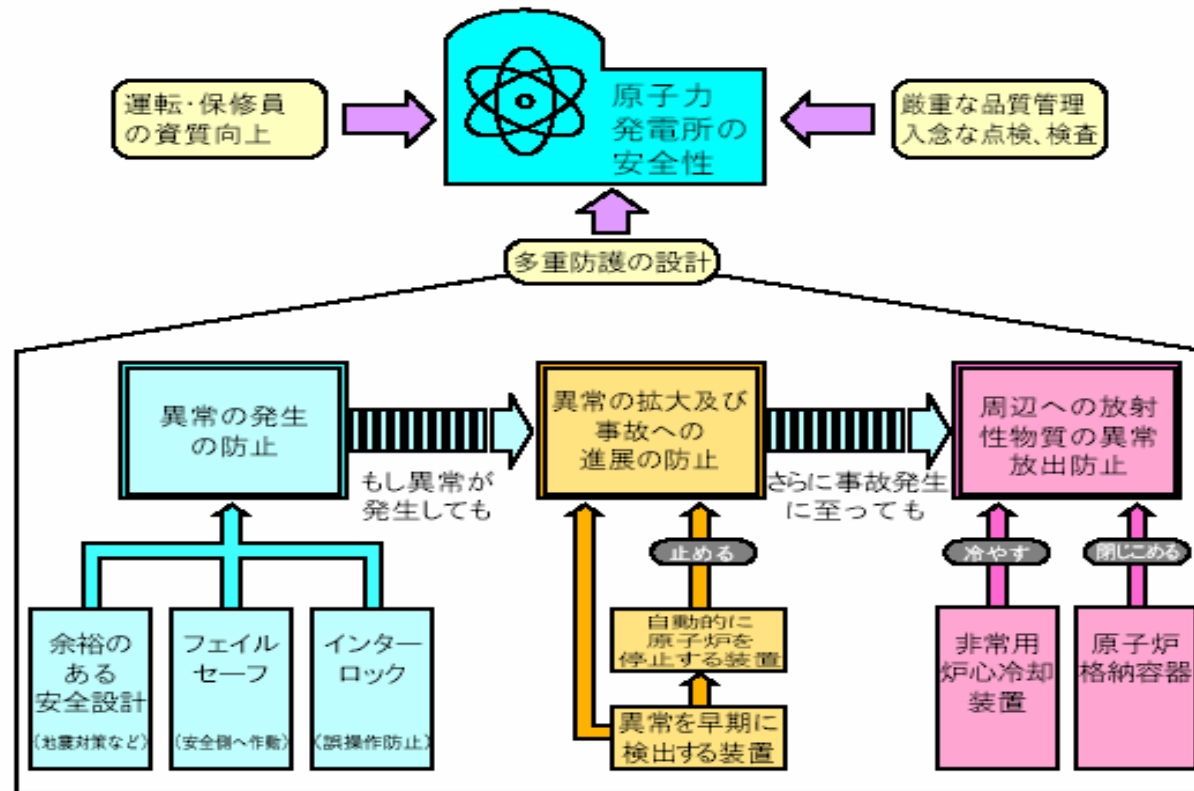 運転・保修員
の資質向上
原子力
発電所の
安全性
厳重な品質管理
入念な点検、検査
多重防護の設計
異常の発生
の防止
もし異常が
発生しても
異常の拡大及び
事故への
進展の防止
さらに事故発生
に至っても
周辺への放射
性物質の異常
放出防止
止める
冷やす
閉じこめる
余裕の
ある
安全設計
(地震対策など)
フェイル
セーフ
(安全側へ作動)
インター
ロック
(誤操作防止)
自動的に
原子炉を
停止する装置
異常を早期に
検出する装置
非常用
炉心冷却
装置
原子炉
格納容器